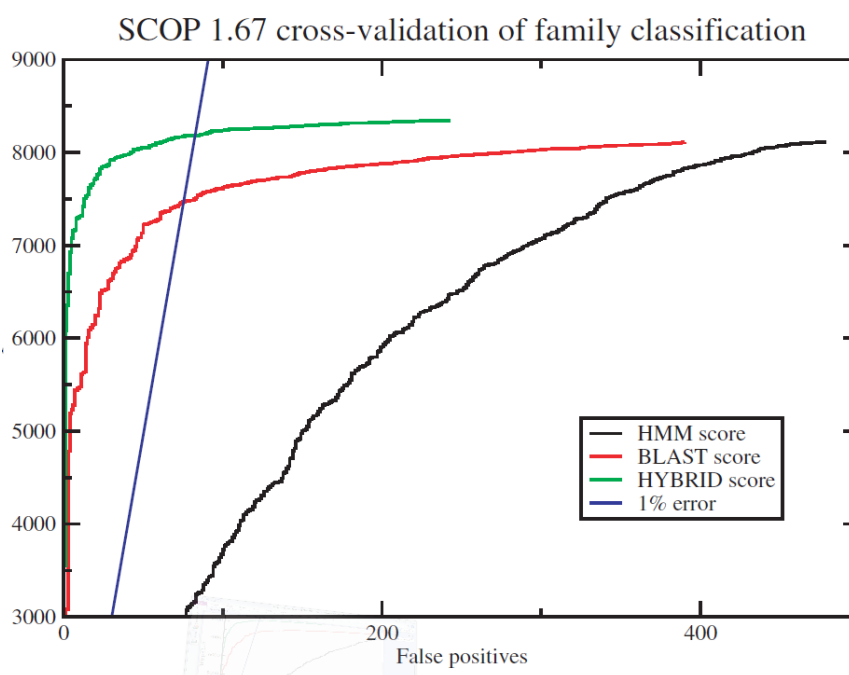 SCOP 1.67 cross-validation of family classification
9000
8000
7000
6000
5000
4000
3000
0
200
400
False positives
HMM score
BLAST score
HYBRID score
1% error